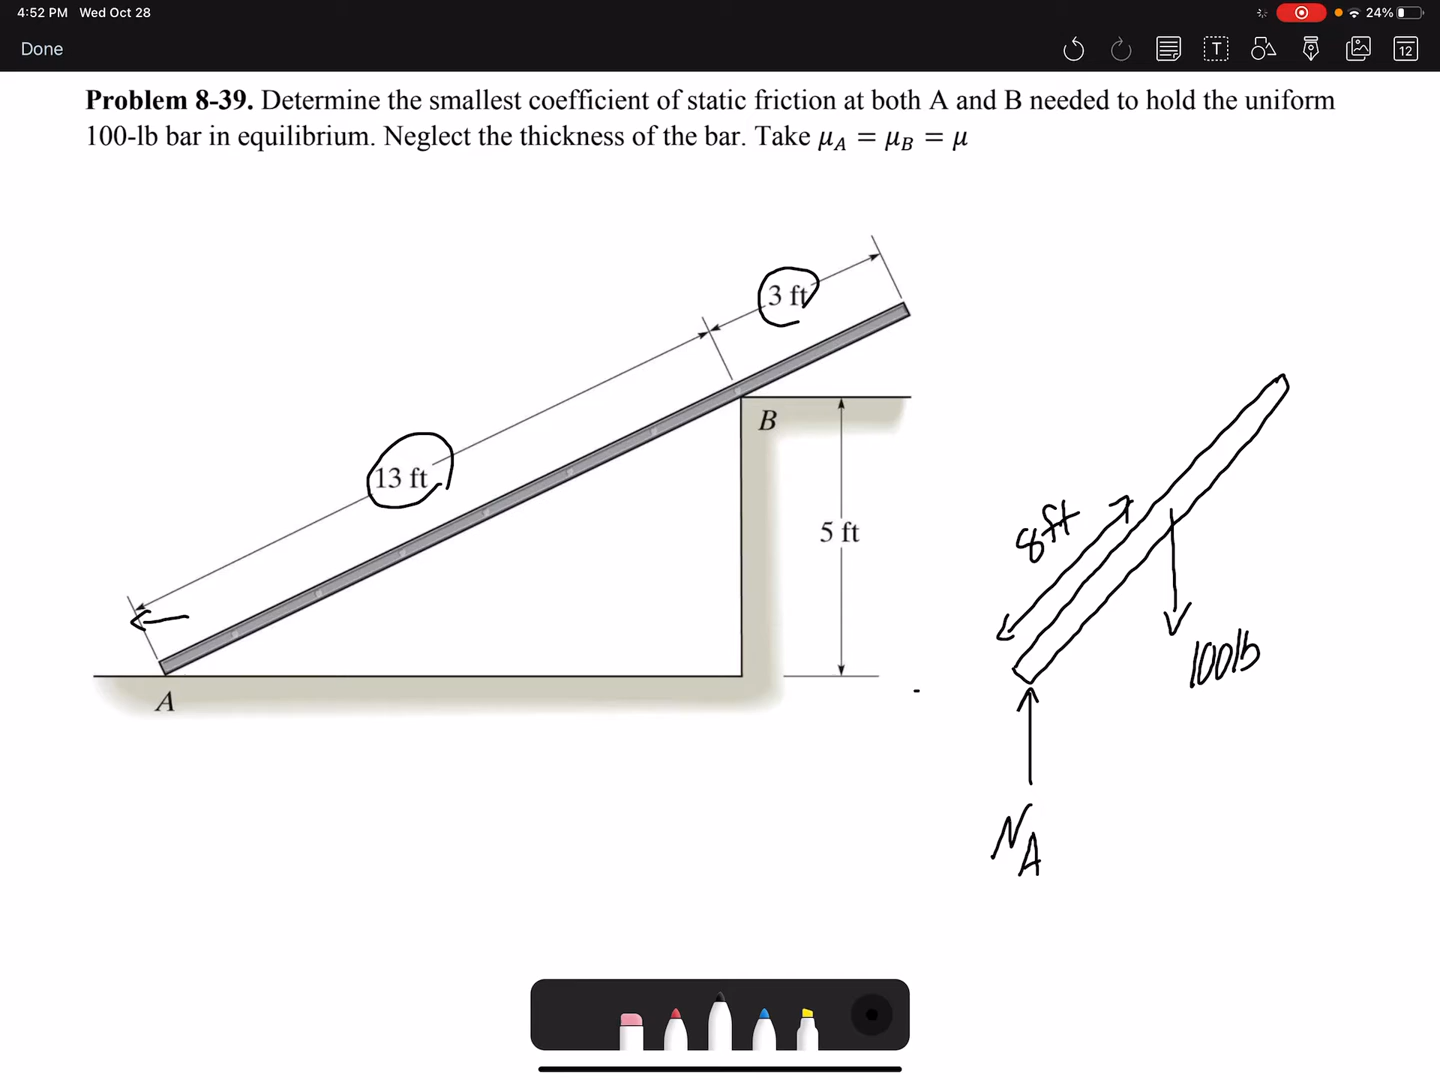 4:52 PM Wed Oct 28
24%
Done
T
12
Problem 8-39. Determine the smallest coefficient of static friction at both A and B needed to hold the uniform
100-lb bar in equilibrium. Neglect the thickness of the bar. Take μA = μB = μ
3 ft
13 ft
B
5 ft
A
8ft
100lb
NA